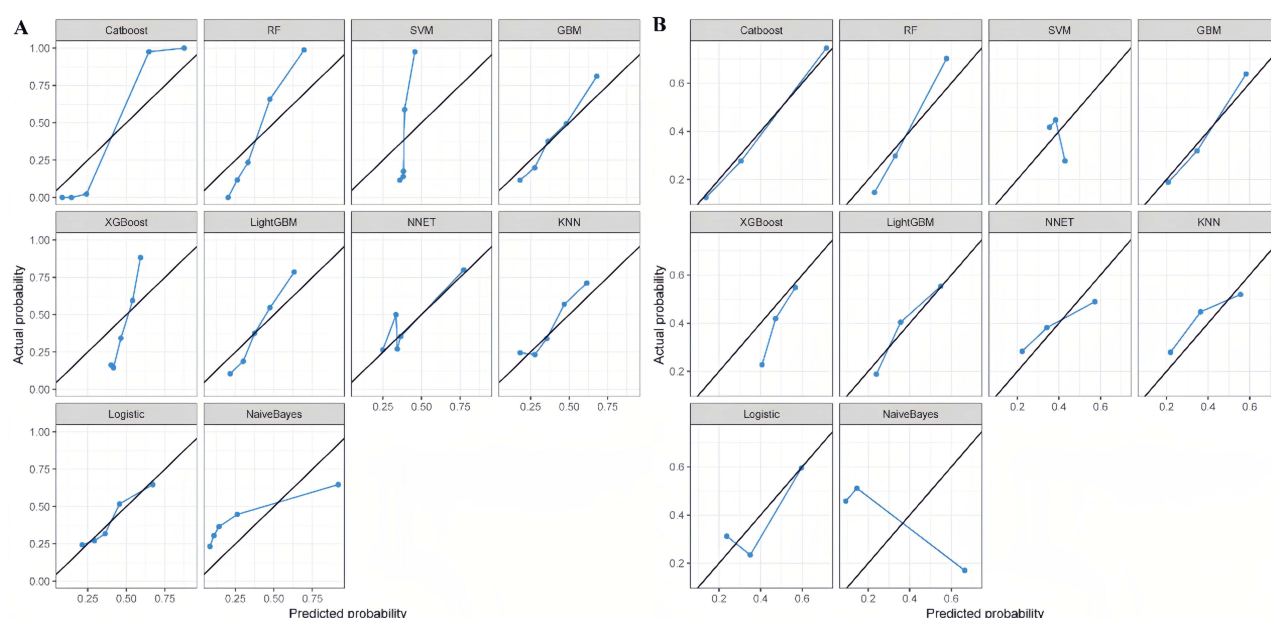 A
Catboost RF SVM GBM
1.00
0.75
0.50
0.25
0.00
XGBoost LightGBM NNET KNN
1.00
0.75
0.50
0.25
0.00
0.25 0.50 0.75 0.25 0.50 0.75
Logistic NaiveBayes
1.00
0.75
0.50
0.25
0.00
0.25 0.50 0.75 0.25 0.50 0.75
Actual probability
Predicted probability
B
Catboost RF SVM GBM
0.6
0.4
0.2
XGBoost LightGBM NNET KNN
0.6
0.4
0.2
0.2 0.4 0.6 0.2 0.4 0.6
Logistic NaiveBayes
0.6
0.4
0.2
0.2 0.4 0.6 0.2 0.4 0.6
Actual probability
Predicted probability